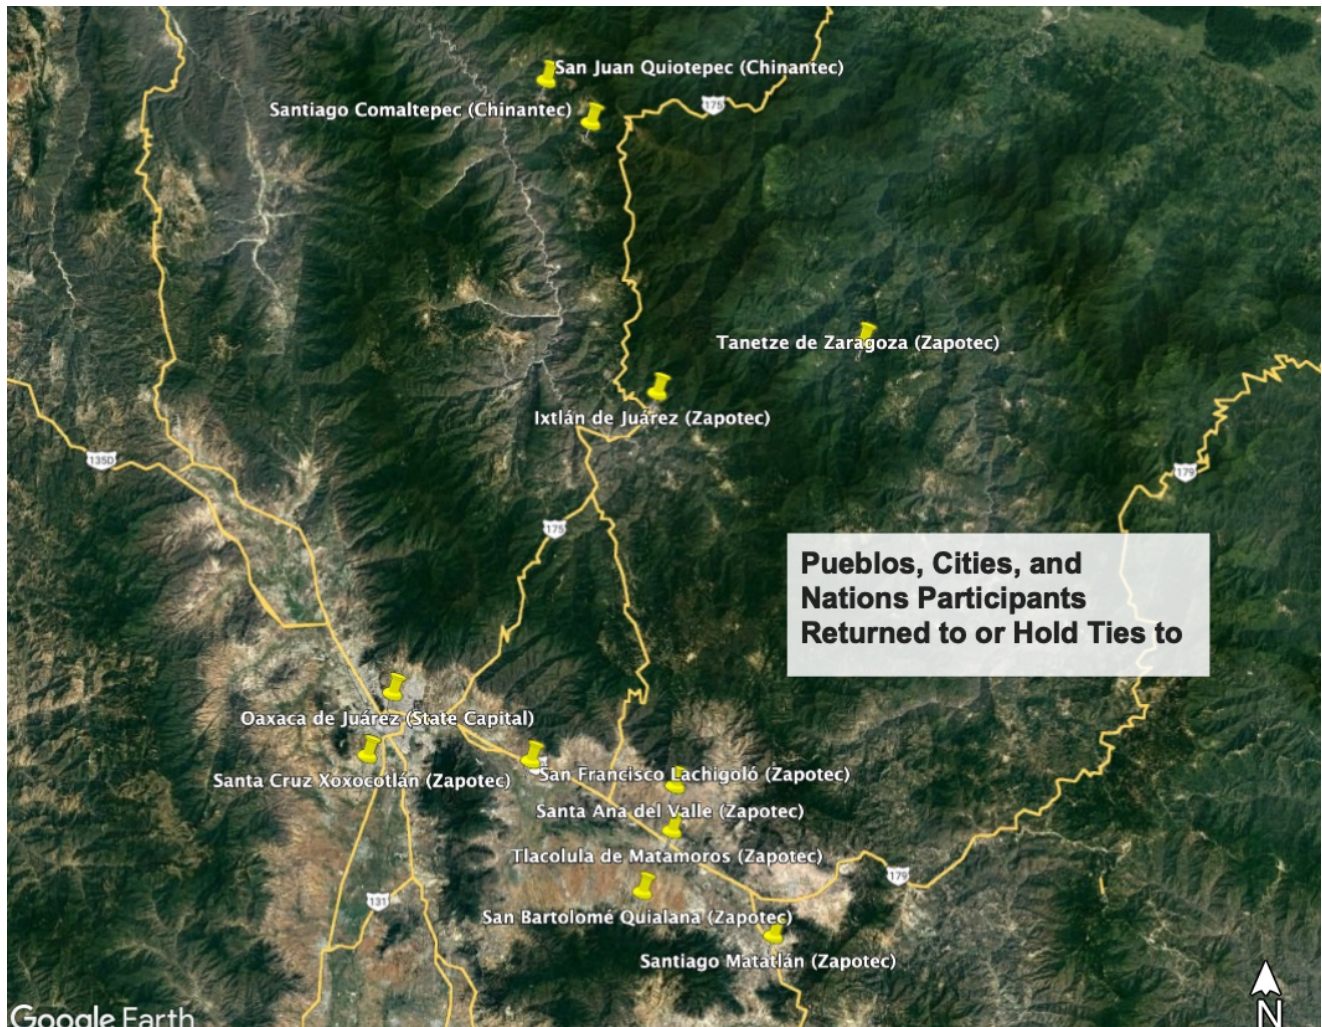 San Juan Quiotepec (Chinantec)
175
Santiago Comaltepec (Chinantec)
Tanetze de Zaragoza (Zapotec)
Ixtlán de Juárez (Zapotec)
135D
179
175
Pueblos, Cities, and
Nations Participants
Returned to or Hold Ties to
Oaxaca de Juárez (State Capital)
San Francisco Lachigoló (Zapotec)
Santa Cruz Xoxocotlán (Zapotec)
Santa Ana del Valle (Zapotec)
Tlacolula de Matamoros (Zapotec)
179
131
San Bartolomé Quialana (Zapotec)
Santiago Matatlán (Zapotec)
Google Earth
N